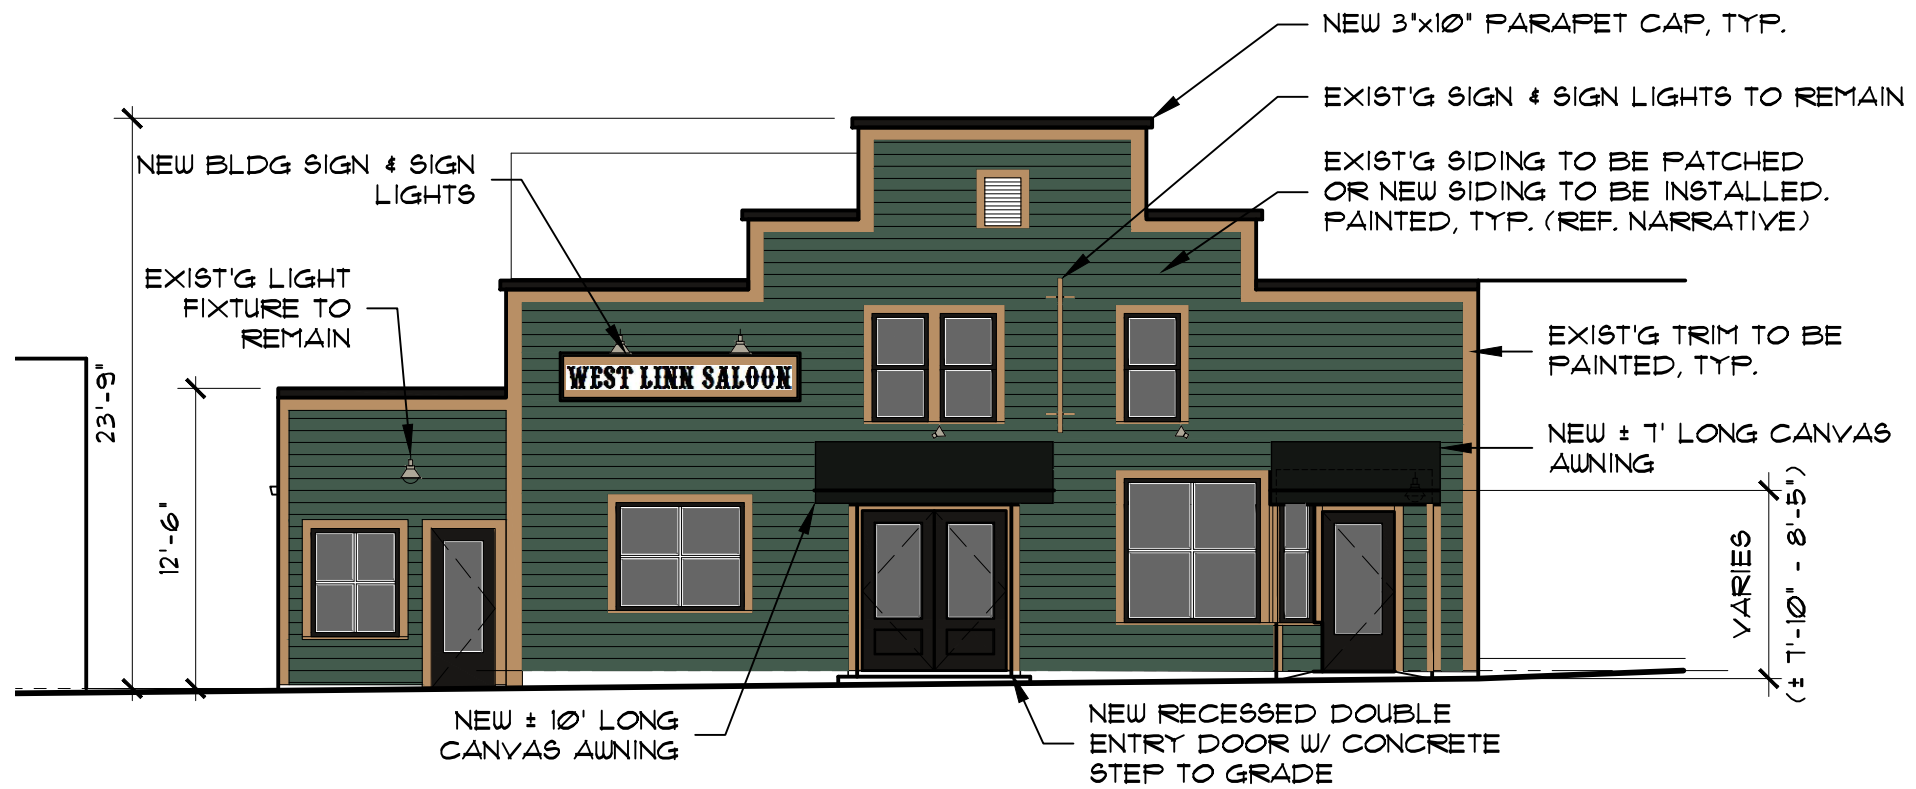 NEW 3"x10" PARAPET CAP, TYP.
EXIST'G SIGN & SIGN LIGHTS TO REMAIN
EXIST'G SIDING TO BE PATCHED
OR NEW SIDING TO BE INSTALLED.
PAINTED, TYP. (REF. NARRATIVE)
NEW BLDG SIGN & SIGN
LIGHTS
EXIST'G LIGHT
FIXTURE TO
REMAIN
EXIST'G TRIM TO BE
PAINTED, TYP.
WEST LINN SALOON
23'-9"
12'-6"
NEW ± 7' LONG CANVAS
AWNING
VARIES
(± 7'-10" - 8'-5")
NEW ± 10' LONG
CANVAS AWNING
NEW RECESSED DOUBLE
ENTRY DOOR W/ CONCRETE
STEP TO GRADE